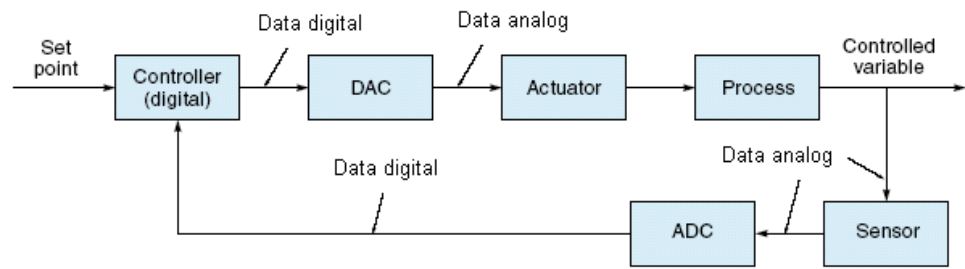 Data digital
Data analog
Set
point
Controller
(digital)
DAC
Actuator
Process
Controlled
variable
Data digital
Data analog
ADC
Sensor